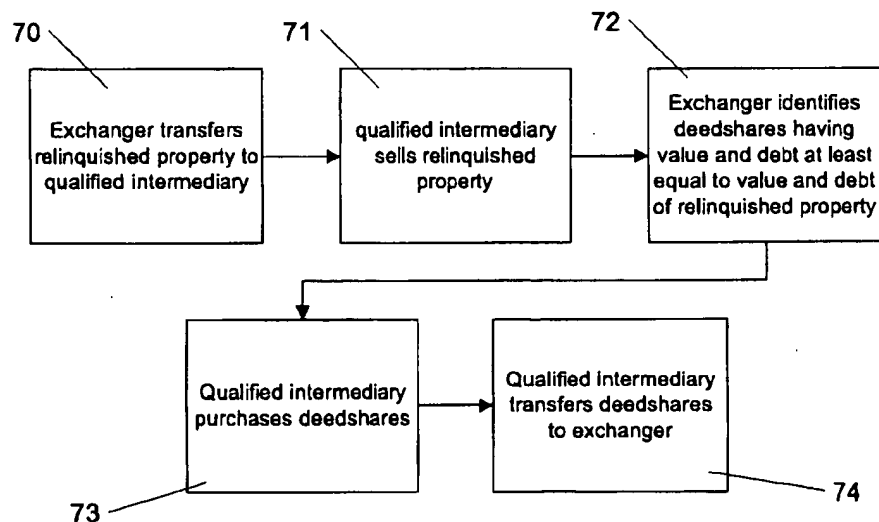 70
Exchanger transfers
relinquished property to
qualified intermediary
71
qualified intermediary
sells relinquished
property
72
Exchanger identifies
deedshares having
value and debt at least
equal to value and debt
of relinquished property
Qualified intermediary
purchases deedshares
73
Qualified intermediary
transfers deedshares
to exchanger
74